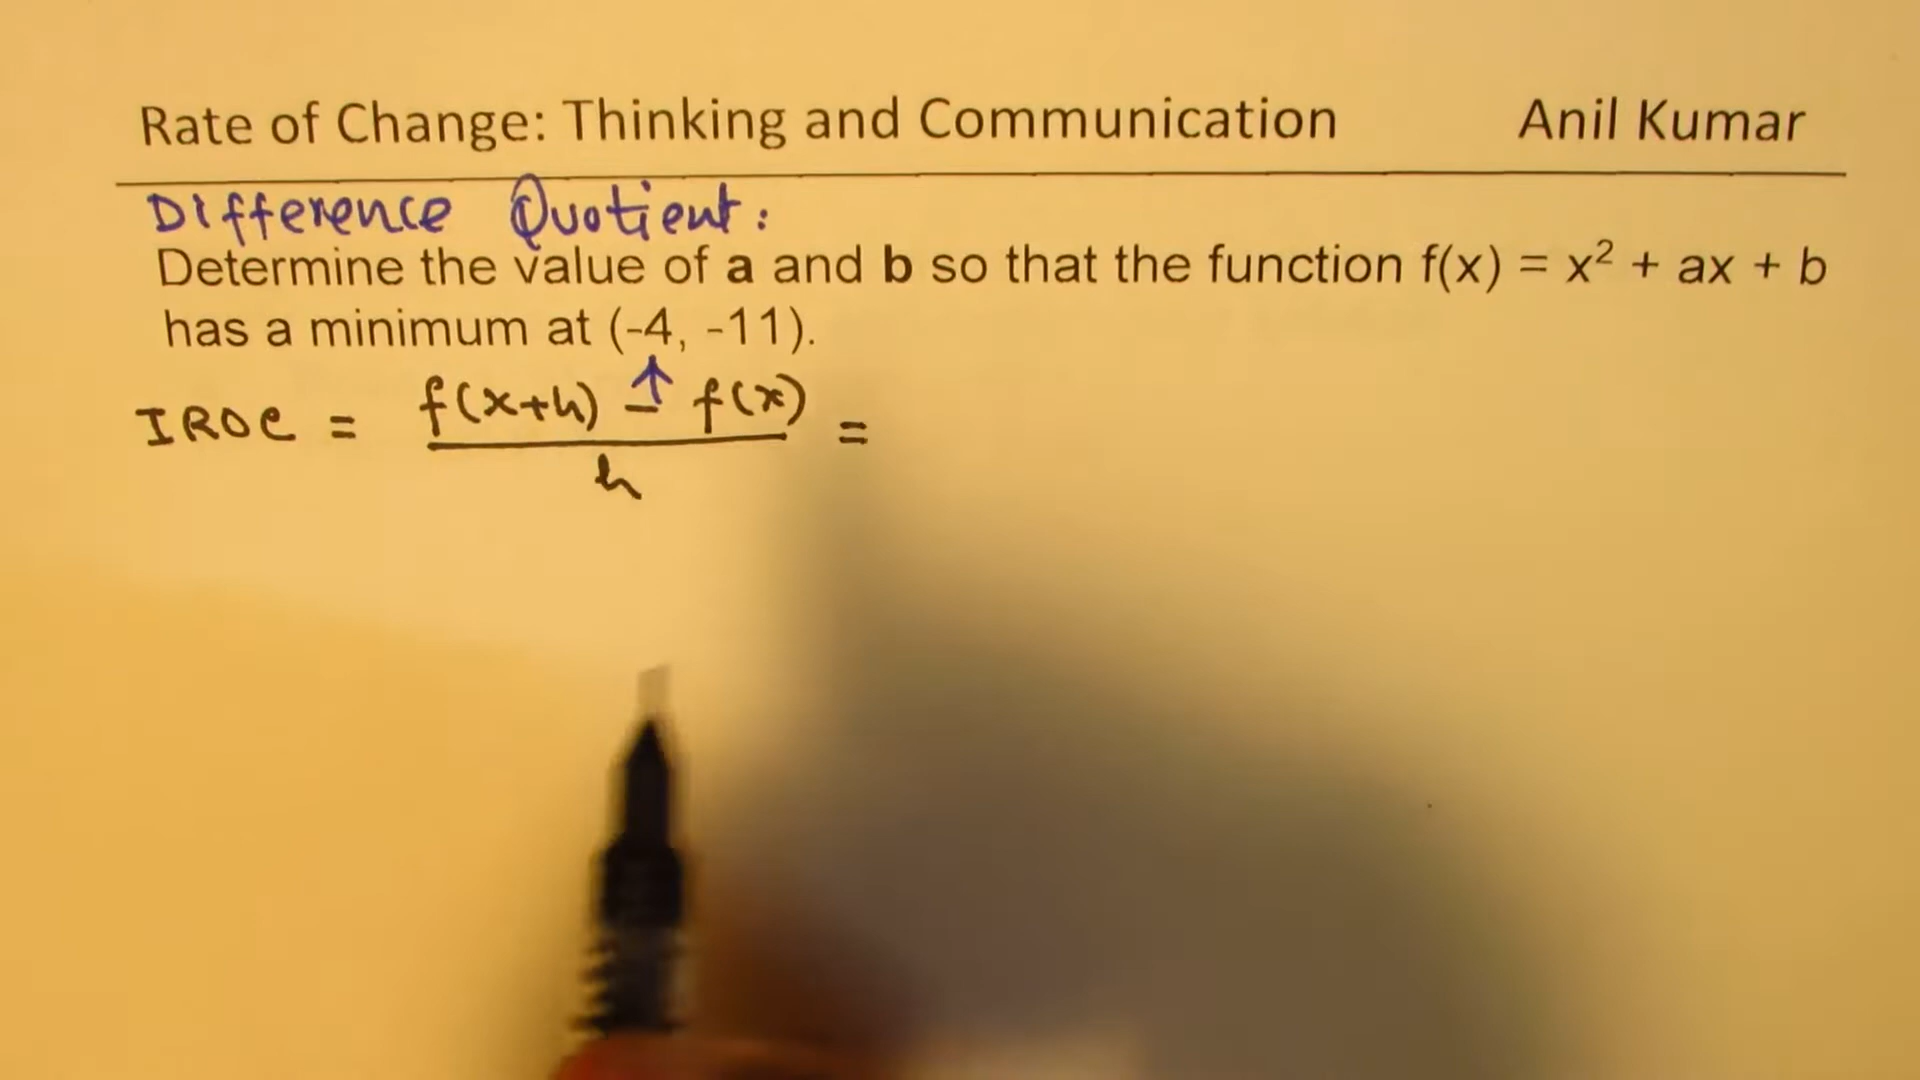 Rate of Change: Thinking and Communication Anil Kumar
Difference Quotient:
Determine the value of a and b so that the function f(x) = x² + ax + b
has a minimum at (-4, -11).
IROC = f(x+h) - f(x) =
h